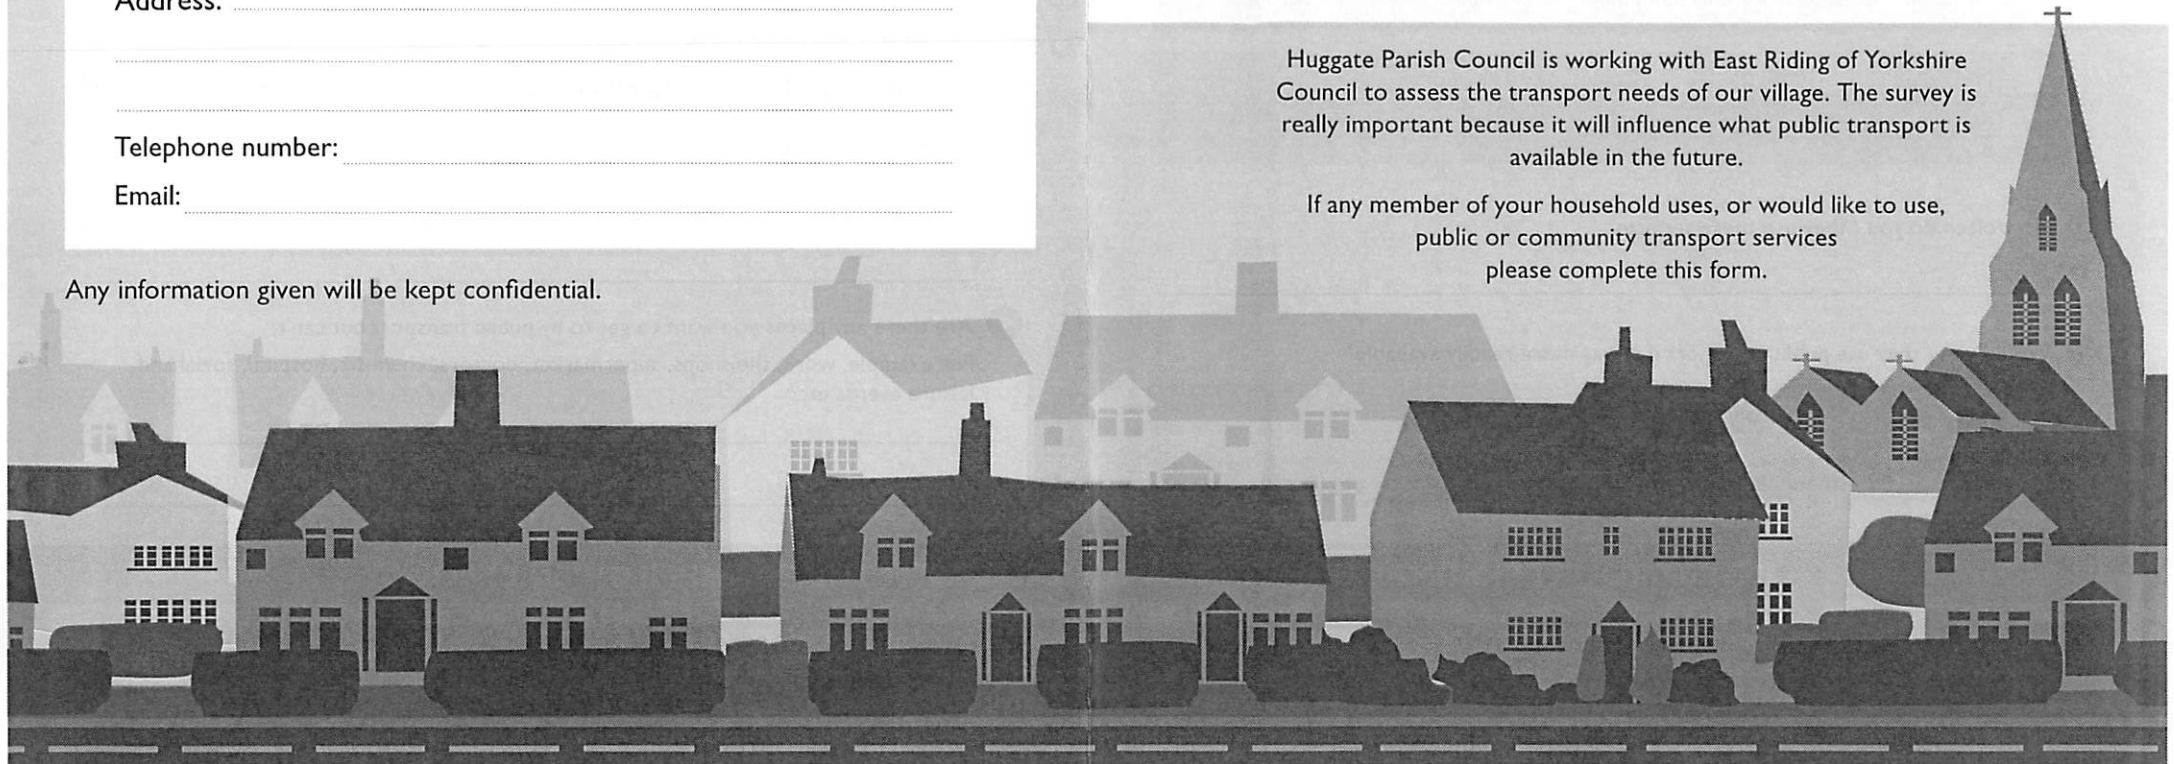 Address:
Telephone number:
Email:
Any information given will be kept confidential.
Huggate Parish Council is working with East Riding of Yorkshire
Council to assess the transport needs of our village. The survey is
really important because it will influence what public transport is
available in the future.
If any member of your household uses, or would like to use,
public or community transport services
please complete this form.